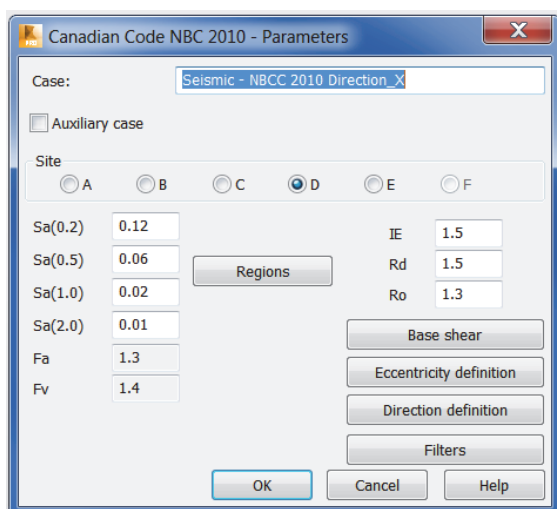 Canadian Code NBC 2010 - Parameters
Case: Seismic - NBCC 2010 Direction_X
Auxiliary case
Site
A B C D E F
Sa(0.2) 0.12 IE 1.5
Sa(0.5) 0.06 Regions Rd 1.5
Sa(1.0) 0.02 Ro 1.3
Sa(2.0) 0.01 Base shear
Fa 1.3 Eccentricity definition
Fv 1.4 Direction definition
Filters
OK Cancel Help